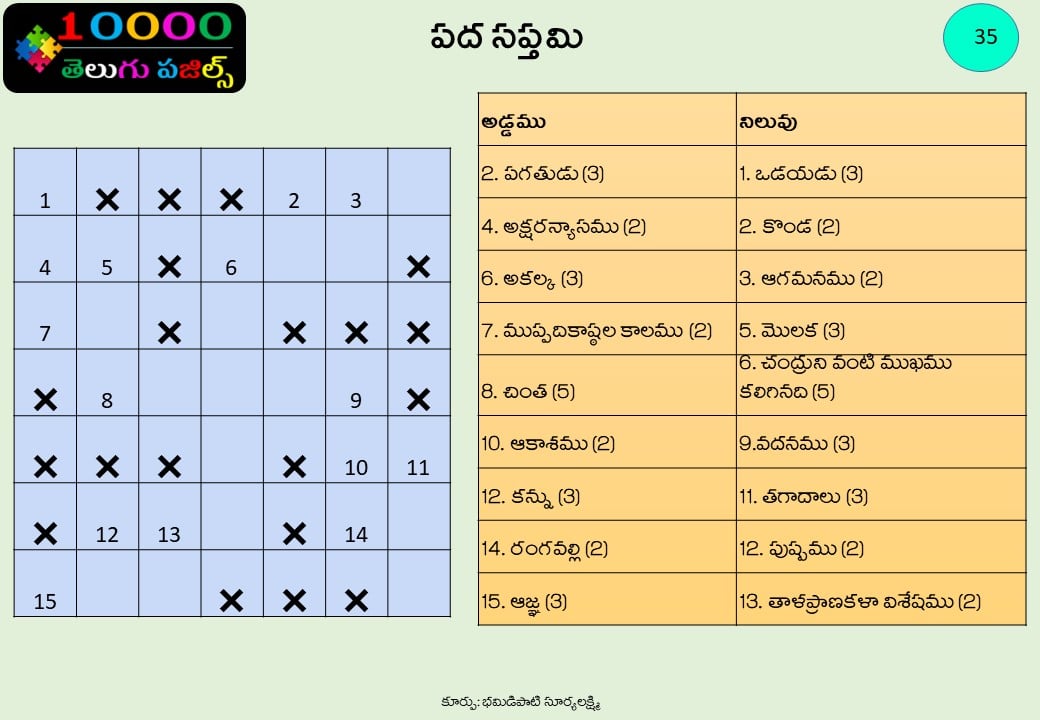 10000
తెలుగు పజిల్స్
పద సప్తమి
35
అడ్డము నిలువు
2. పగతుడు (3) 1. ఒడయడు (3)
4. అక్షరన్యాసము (2) 2. కొండ (2)
6. అకల్క (3) 3. ఆగమనము (2)
7. ముప్పదికాష్ఠల కాలము (2) 5. మొలక (3)
8. చింత (5) 6. చంద్రుని వంటి ముఖము
కలిగినది (5)
10. ఆకాశము (2) 9.వదనము (3)
12. కన్ను (3) 11. తగాదాలు (3)
14. రంగవల్లి (2) 12. పుష్పము (2)
15. ఆజ్ఞ (3) 13. తాళప్రాణకళా విశేషము (2)
1 ✕ ✕ ✕ 2 3
4 5 ✕ 6 ✕
7 ✕ ✕ ✕ ✕
✕ 8 9 ✕
✕ ✕ ✕ ✕ 10 11
✕ 12 13 ✕ 14
15 ✕ ✕ ✕
కూర్పు: భమిడిపాటి సూర్యలక్ష్మి